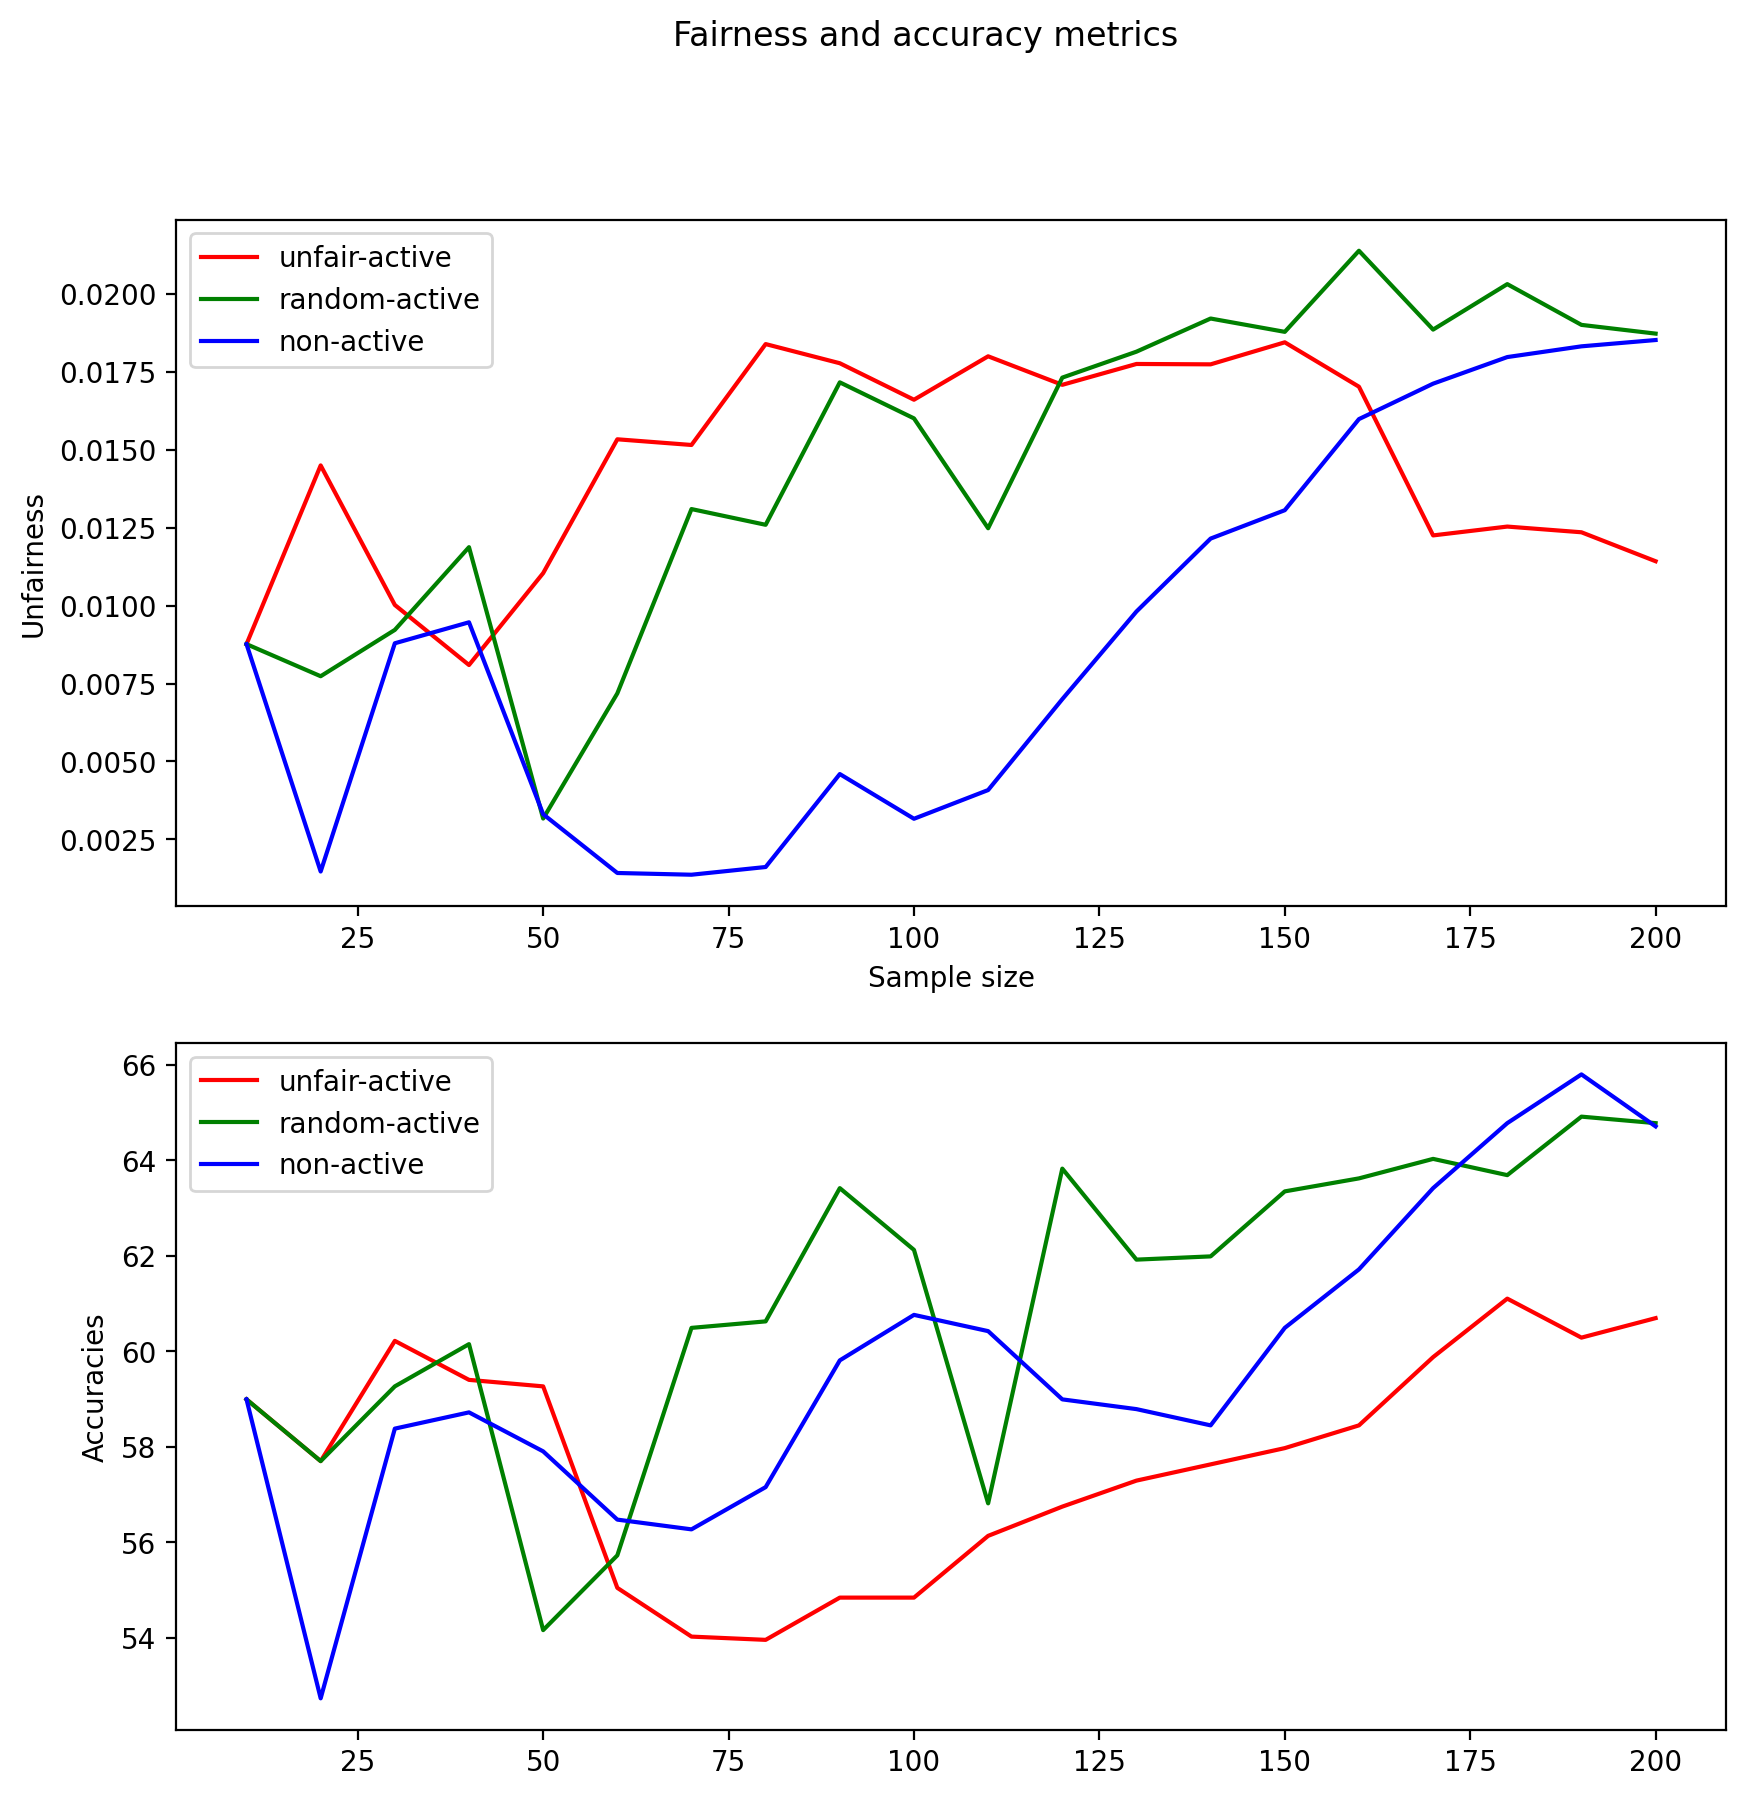 Fairness and accuracy metrics
unfair-active
random-active
non-active
0.0200
0.0175
0.0150
0.0125
0.0100
0.0075
0.0050
0.0025
Unfairness
25 50 75 100 125 150 175 200
Sample size
unfair-active
random-active
non-active
66
64
62
60
58
56
54
Accuracies
25 50 75 100 125 150 175 200